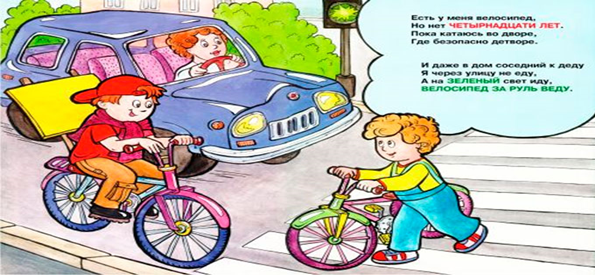 Есть у меня велосипед,
Но нет ЧЕТЫРНАДЦАТИ ЛЕТ.
Пока катаюсь во дворе,
Где безопасно детворе.
И даже в дом соседний к деду
Я через улицу не еду,
А на ЗЕЛЕНЫЙ свет иду,
ВЕЛОСИПЕД ЗА РУЛЬ ВЕДУ.